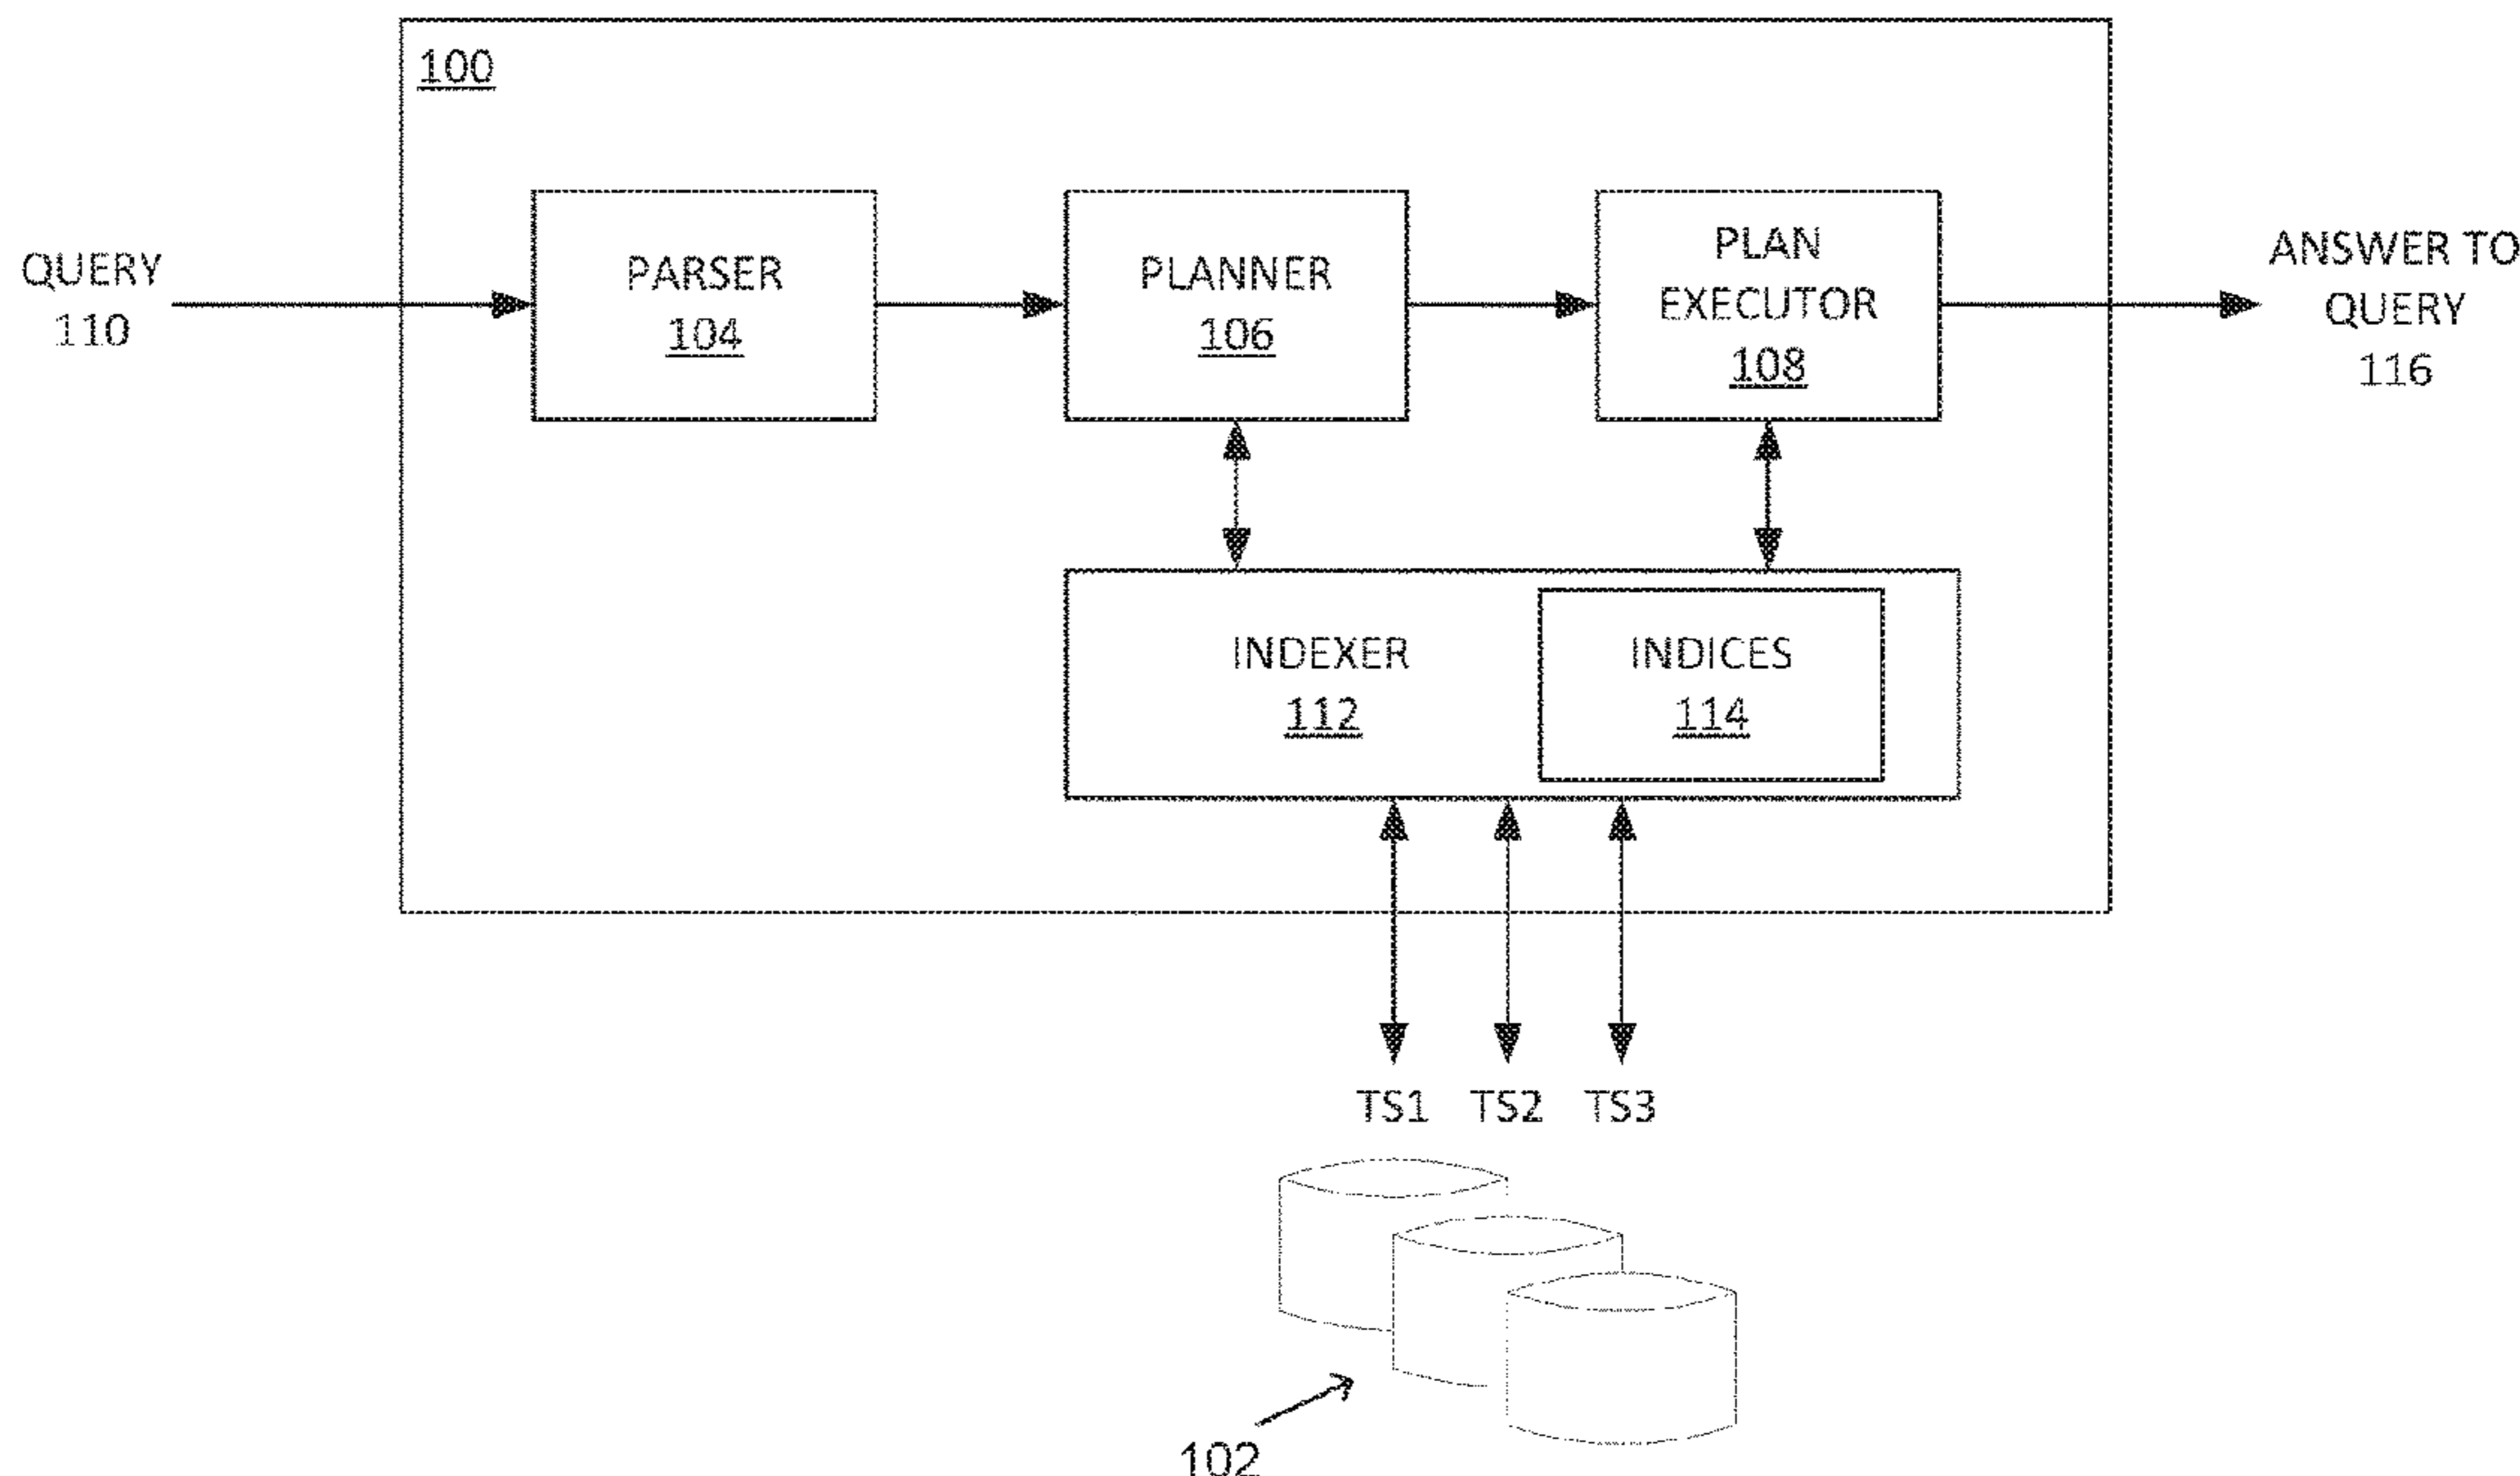 100
QUERY
110
PARSER
104
PLANNER
106
PLAN
EXECUTOR
108
ANSWER TO
QUERY
116
INDEXER
112
INDICES
114
TS1 TS2 TS3
102